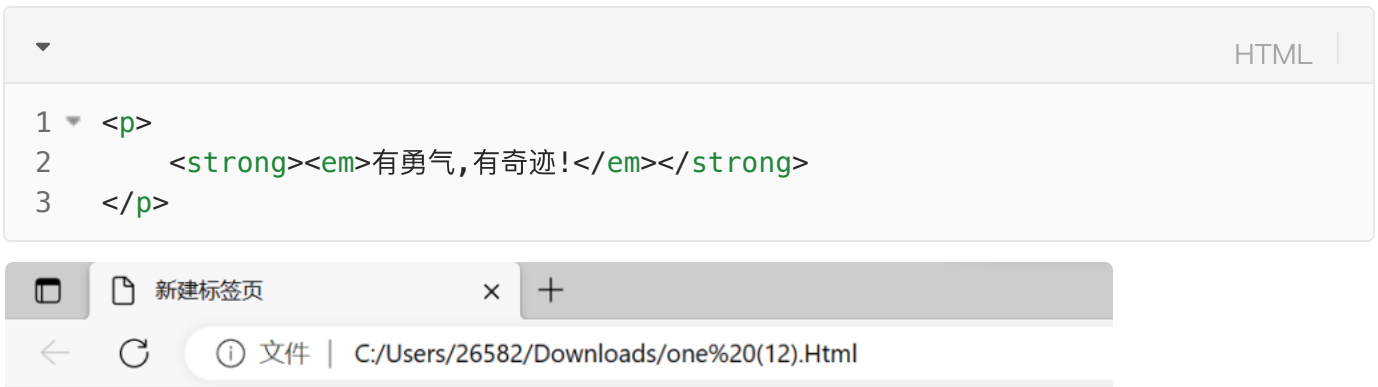 HTML
1 <p>
2     <strong><em>有勇气,有奇迹!</em></strong>
3 </p>
新建标签页
文件 | C:/Users/26582/Downloads/one%20(12).Html